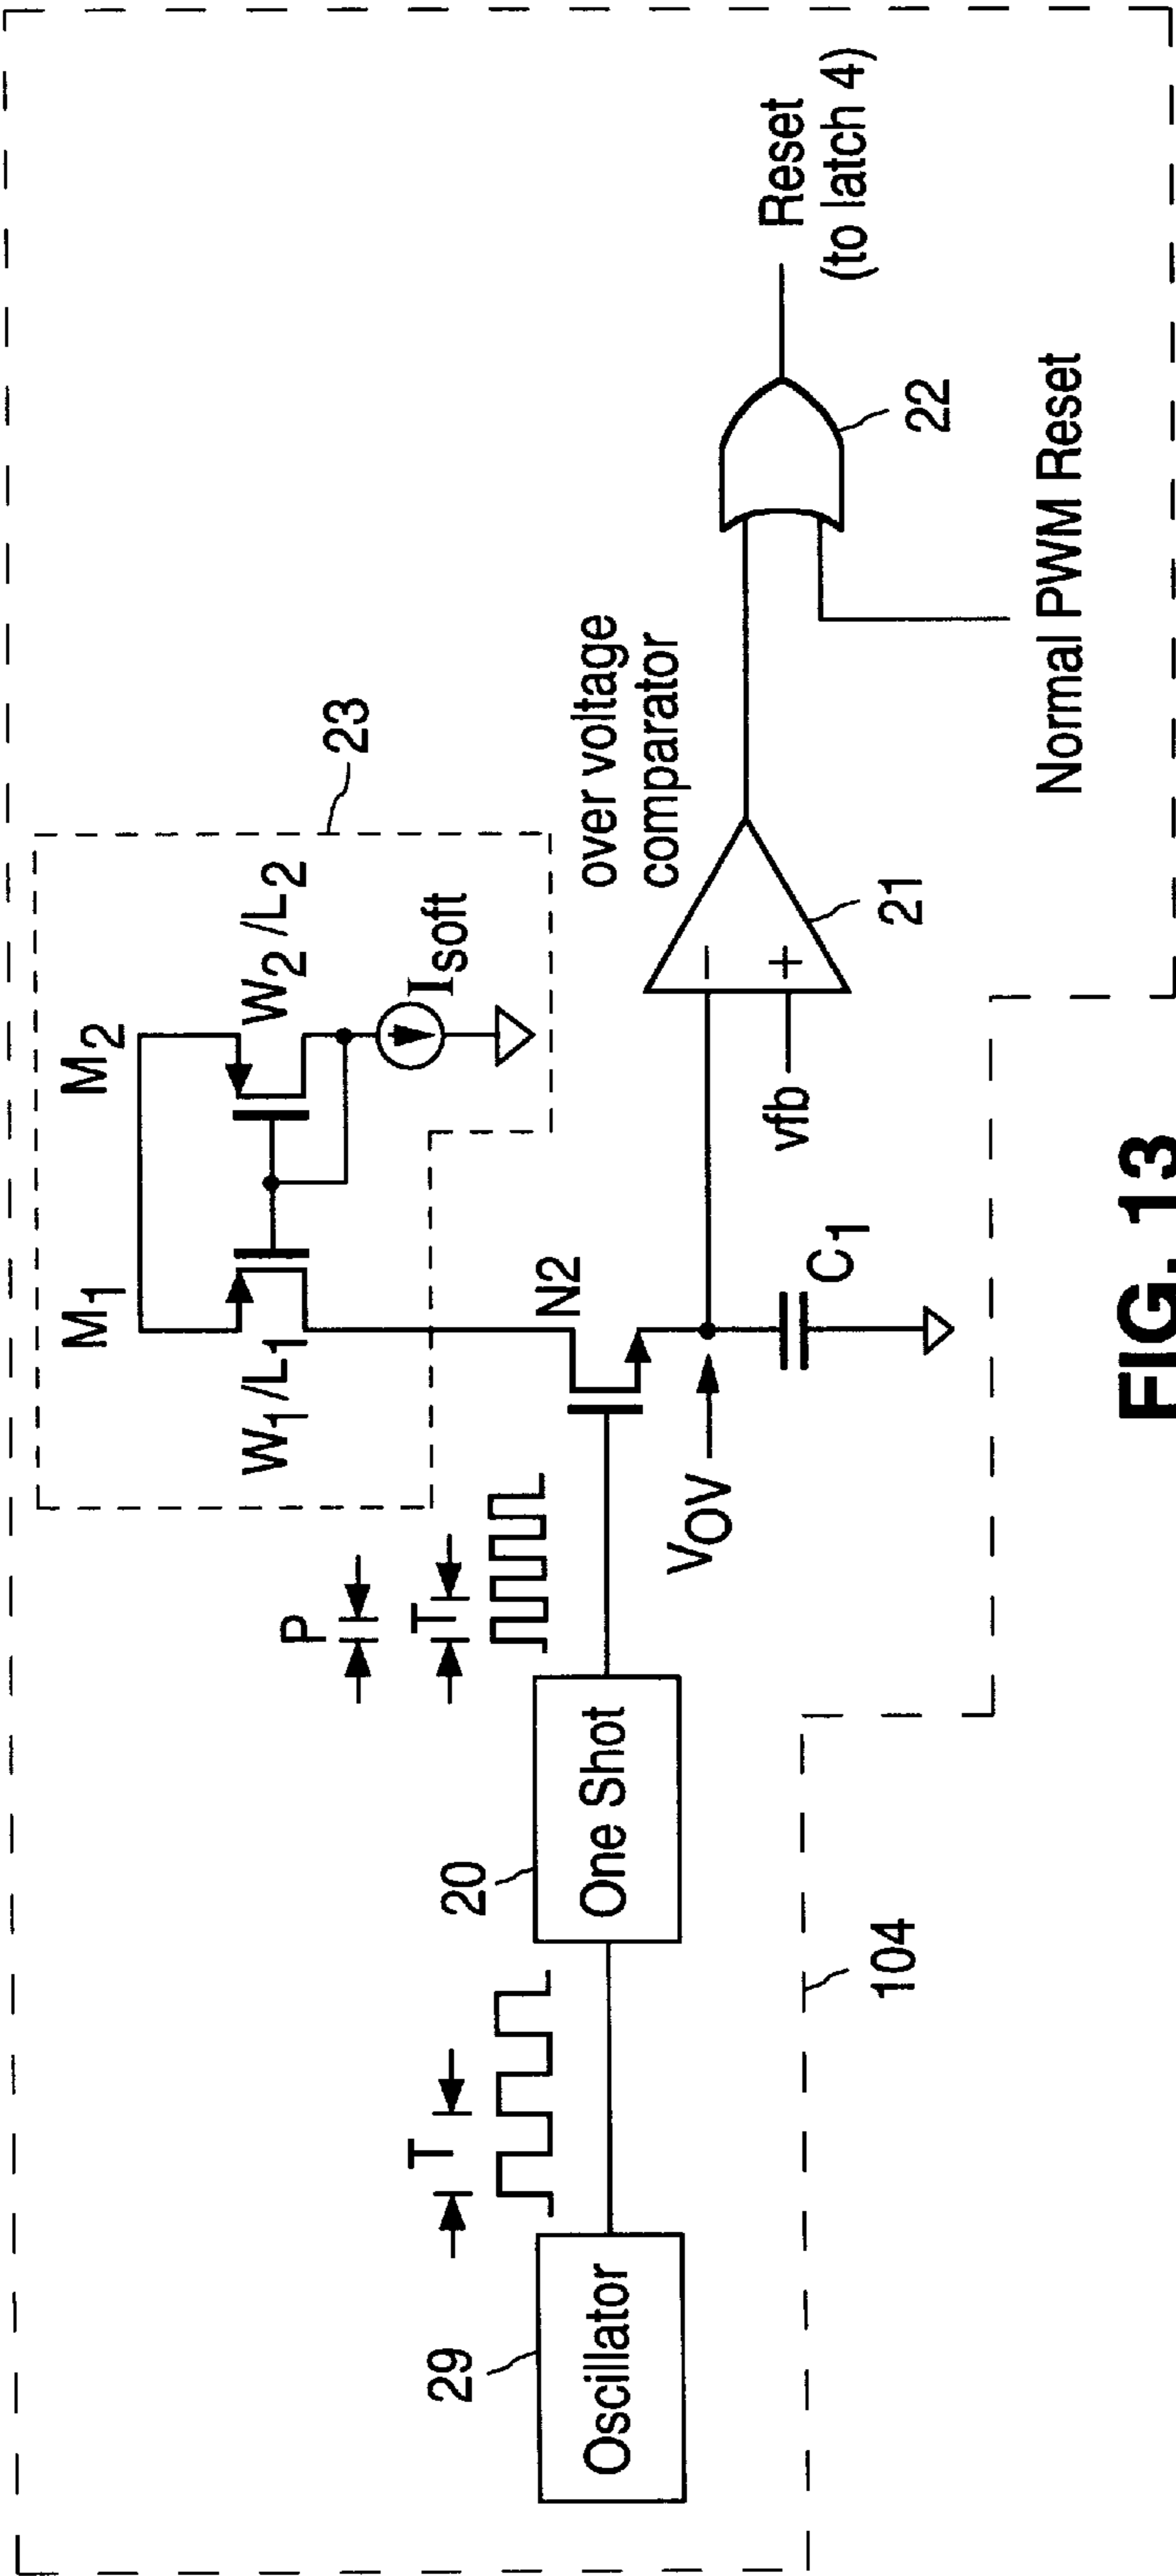 M1
M2
W1/L1
W2 /L2
Isoft
23
P
T
T
N2
29
Oscillator
20
One Shot
VOV
C1
over voltage
comparator
vfb
−
+
21
22
Reset
(to latch 4)
Normal PWM Reset
104
FIG. 13